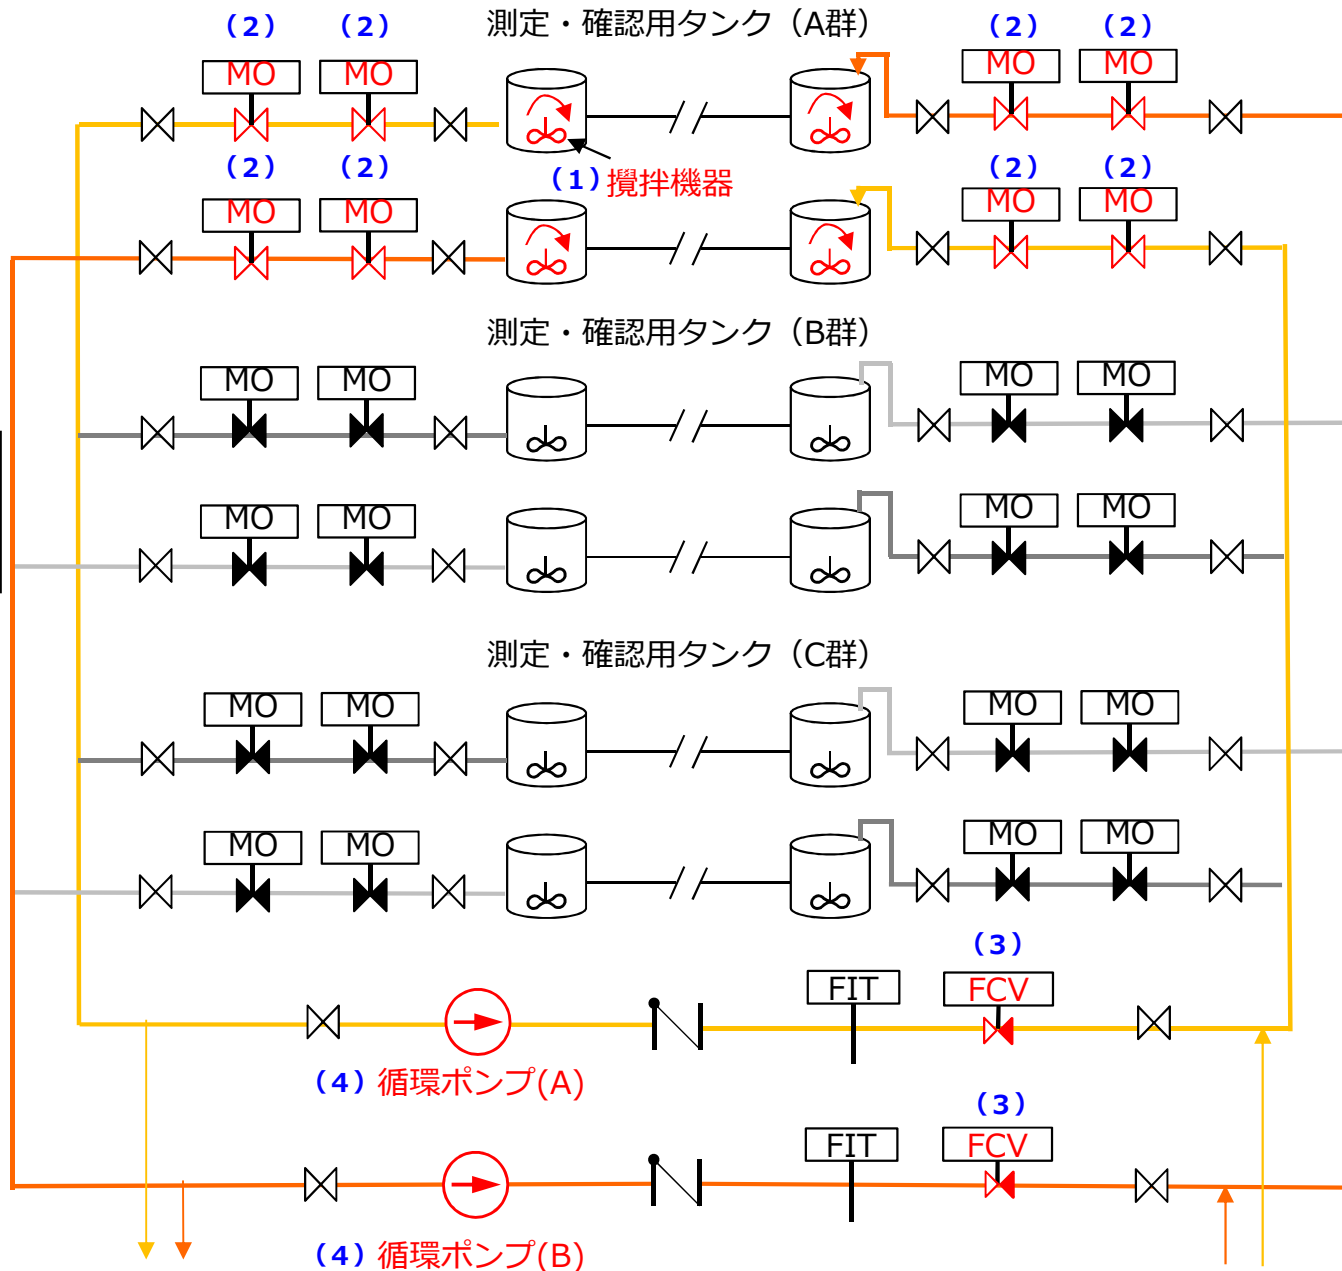 測定・確認用タンク（A群）
（2） （2） （2） （2）
MO MO MO MO
（1）攪拌機器
（2） （2） （2） （2）
MO MO MO MO
測定・確認用タンク（B群）
MO MO MO MO
MO MO MO MO
測定・確認用タンク（C群）
MO MO MO MO
MO MO MO MO
（3）
FIT FCV
（4）循環ポンプ(A)
（3）
FIT FCV
（4）循環ポンプ(B)